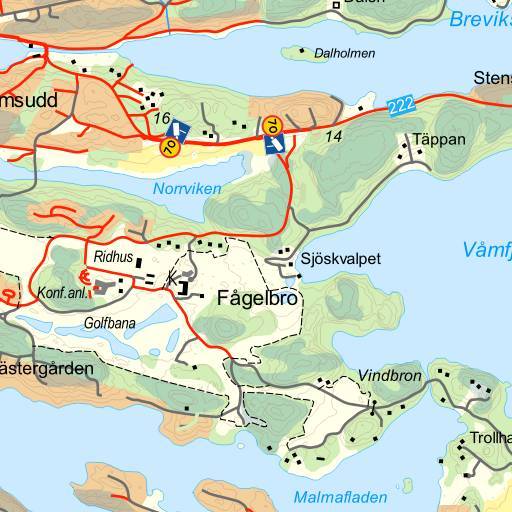 Breviks
Dalholmen
Stens
msudd
222
16
70
70
14
Täppan
Norrviken
Våmfj
Ridhus
Sjöskvalpet
K
Konf.anl.
Fågelbro
Golfbana
ästergården
Vindbron
Trollha
Malmafladen